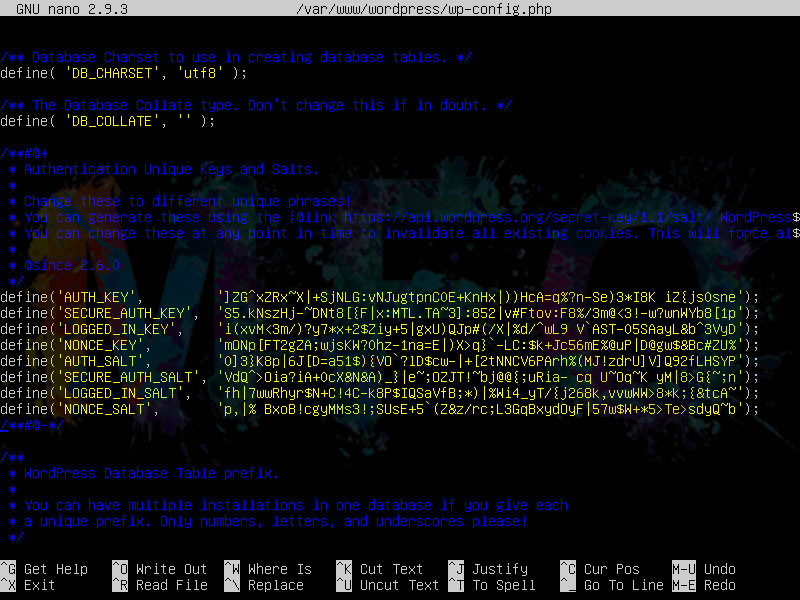 GNU nano 2.9.3 /var/www/wordpress/wp-config.php
/** Database Charset to use in creating database tables. */
define( 'DB_CHARSET', 'utf8' );
/** The Database Collate type. Don't change this if in doubt. */
define( 'DB_COLLATE', '' );
/**#@+
* Authentication Unique Keys and Salts.
*
* Change these to different unique phrases!
* You can generate these using the {@link https://api.wordpress.org/secret-key/1.1/salt/ WordPress$
* You can change these at any point in time to invalidate all existing cookies. This will force al$
*
* @since 2.6.0
*/
define('AUTH_KEY', ']ZG^xZRx~X|+SjNLG:vNJugtpnC0E+KnHx|))HcA=q%?n-Se)3*I8K iZ{jsOsne');
define('SECURE_AUTH_KEY', 'S5.kNszHj-~DNt8[{F|x:MTL.TA~3]:852|v#Ftov:F8%/3m@<3!-w?wnWYb8[1p');
define('LOGGED_IN_KEY', 'i(xvM<3m/)?y7*x+2$Ziy+5|gxU)QJp#(/X|%d/^wL9 V`AST-O5SAayL&b^3VyD');
define('NONCE_KEY', 'mONp[FT2gZA;wjsKW?0hz-1na=E|)X>q}`-LC:$k+Jc56mE%@uP|D@gw$&Bc#ZU%');
define('AUTH_SALT', 'O]3}K8p|6J[D=a51$){VO`?lD$cw-|+[2tNNCV6PArh%(MJ!zdrU]V]Q92fLHSYP');
define('SECURE_AUTH_SALT', 'VdQ^>Oia?iA+OcX&N&A)_}|e~;OZJT!~bj@@{;uRia- cq U^Oq^K yM|8>G{~;n');
define('LOGGED_IN_SALT', 'fh|7wwRhyr$N+C!4C-K8P$IQSaVfB;*)|%Wi4_yT/{j268k,vvwWW>8*k;{&tcA~');
define('NONCE_SALT', 'p,|% BxoB!cgyMMs3!;SUsE+5`(Z&z/rc;L3GqBxydOyF|57w$W+*5>Te>sdyQ~b');
/**#@-*/
/**
* WordPress Database Table prefix.
*
* You can have multiple installations in one database if you give each
* a unique prefix. Only numbers, letters, and underscores please!
*/
^G Get Help ^O Write Out ^W Where Is ^K Cut Text ^J Justify ^C Cur Pos M-U Undo
^X Exit ^R Read File ^\ Replace ^U Uncut Text ^T To Spell ^_ Go To Line M-E Redo